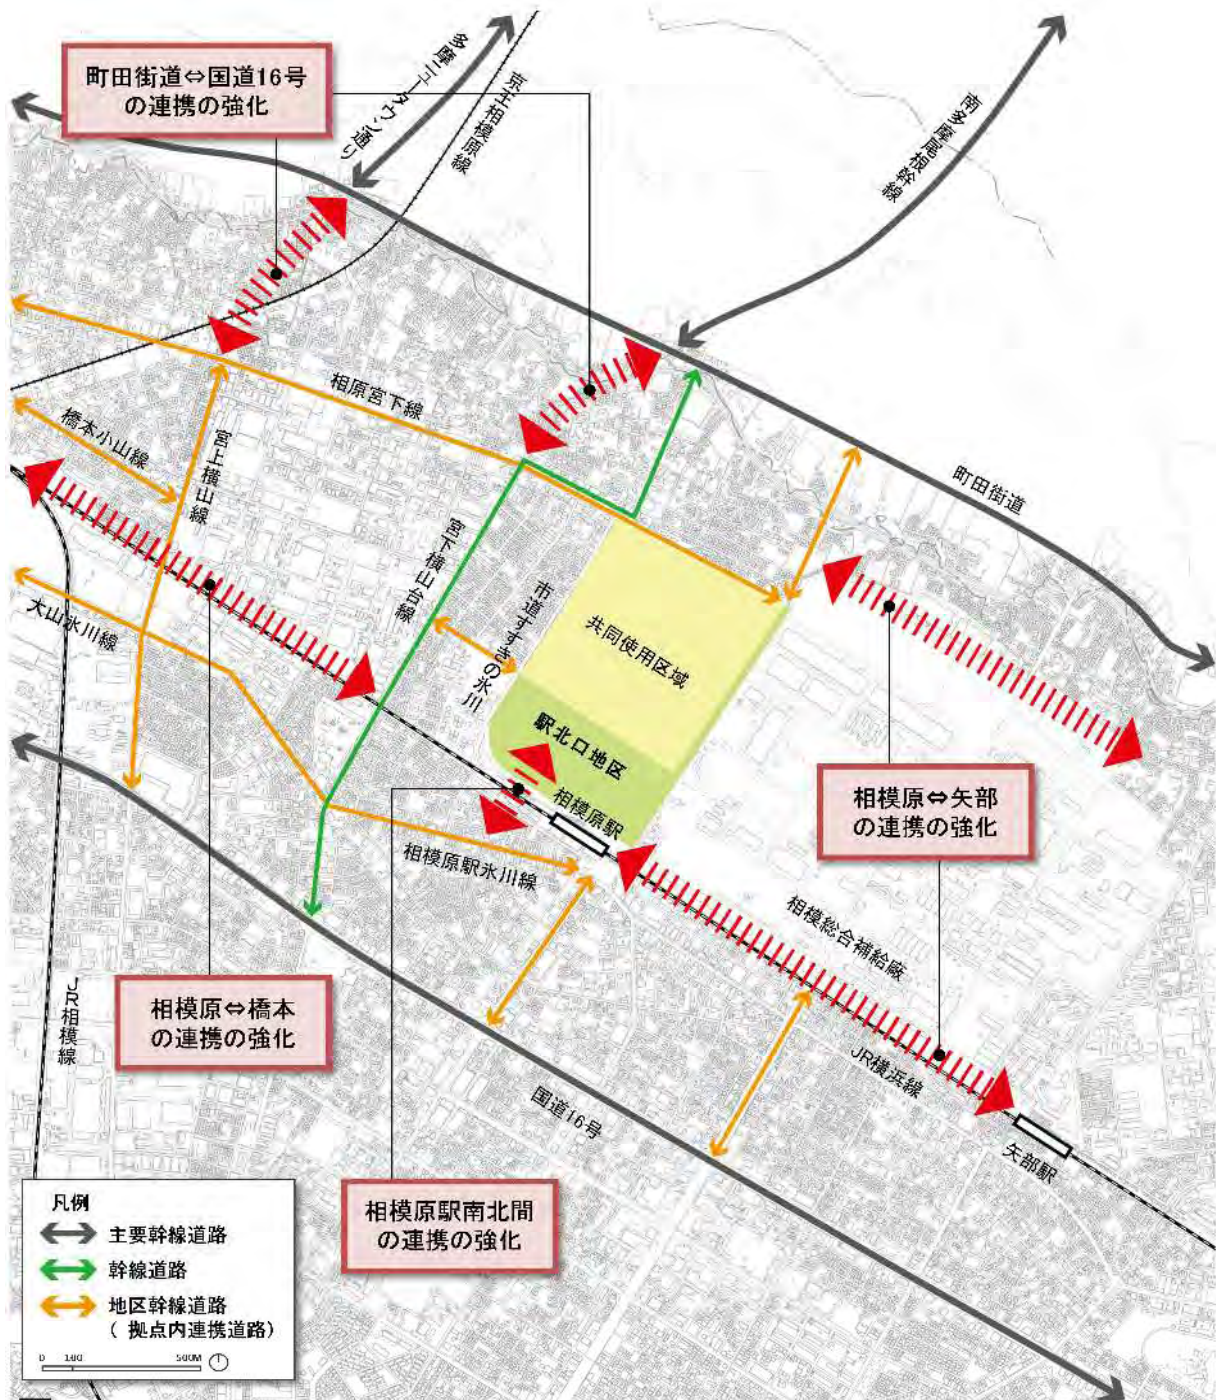 町田街道⇔国道16号
の連携の強化
多摩ニュータウン通り
京王相模原線
南多摩尾根幹線
相原宮下線
橋本小山線
宮上横山線
町田街道
宮下横山台線
市道すすきの氷川
共同使用区域
大山氷川線
駅北口地区
相模原駅
相模原⇔矢部
の連携の強化
相模原駅氷川線
相模総合補給廠
相模原⇔橋本
の連携の強化
JR相模線
JR横浜線
国道16号
矢部駅
相模原駅南北間
の連携の強化
凡例
主要幹線道路
幹線道路
地区幹線道路
( 拠点内連携道路)
0 100 500M